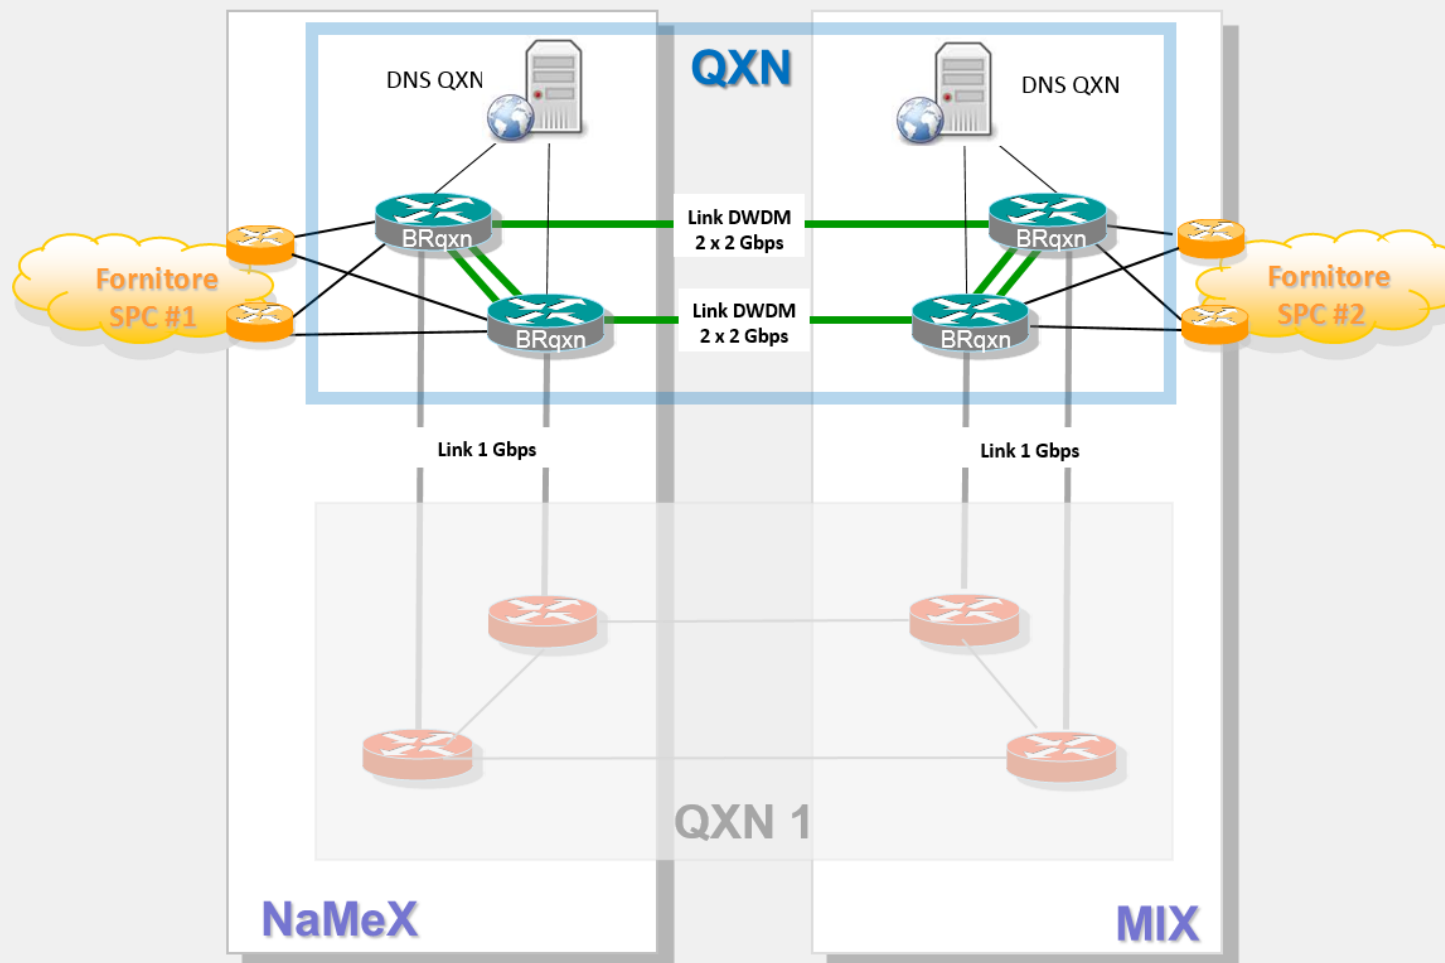 QXN
DNS QXN
DNS QXN
Link DWDM
2 x 2 Gbps
BRqxn
BRqxn
Fornitore
SPC #1
Fornitore
SPC #2
Link DWDM
2 x 2 Gbps
BRqxn
BRqxn
Link 1 Gbps
Link 1 Gbps
QXN 1
NaMeX
MIX